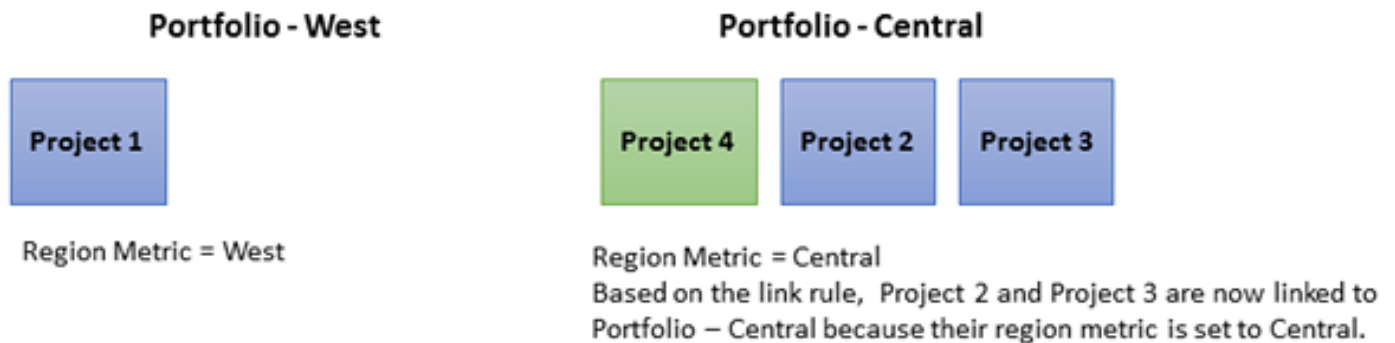 Portfolio - West
Portfolio - Central
Project 1
Project 4
Project 2
Project 3
Region Metric = West
Region Metric = Central
Based on the link rule,  Project 2 and Project 3 are now linked to
Portfolio – Central because their region metric is set to Central.